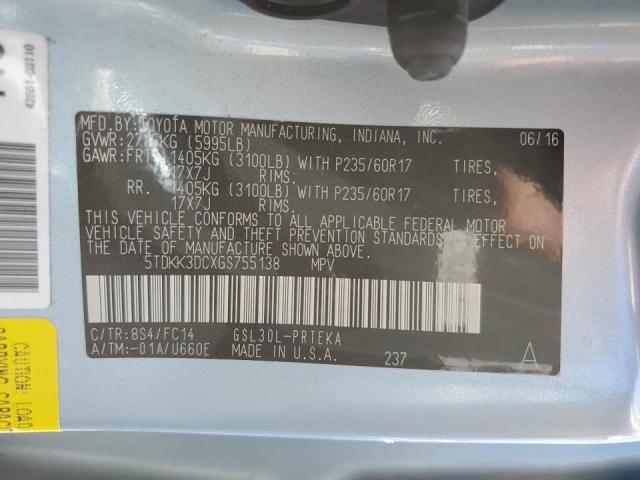 MFD.BY:TOYOTA MOTOR MANUFACTURING, INDIANA, INC. 06/16
GVWR: (5995LB)
GAWR:FRT. 1405KG (3100LB) WITH P235/60R17 TIRES,
17X7J RIMS.
RR. 1405KG (3100LB) WITH P235/60R17 TIRES,
17X7J RIMS.
THIS VEHICLE CONFORMS TO ALL APPLICABLE FEDERAL MOTOR
VEHICLE SAFETY AND THEFT PREVENTION STANDARDS IN EFFECT ON
THE DATE OF MANUFACTURE SHOWN ABOVE.
5TDKK3DCXGS755138 MPV
C/TR:8S4/FC14 GSL30L-PRTEKA
A/TM:-01A/U660E MADE IN U.S.A. 237 A
CAUTION: LOAD
CARRYING